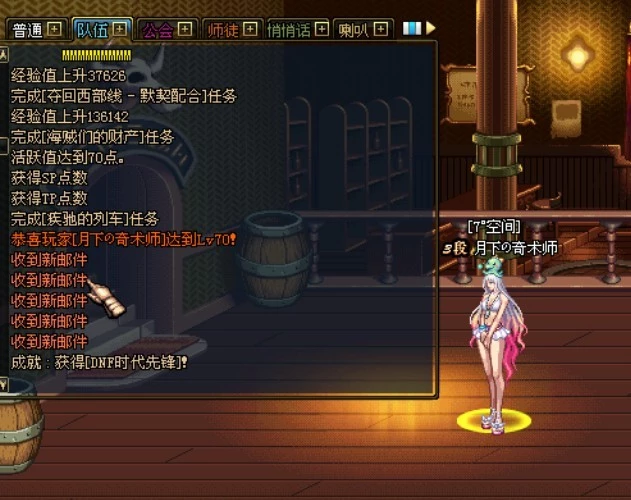 普通 队伍 公会 师徒 悄悄话 喇叭
经验值上升37626
完成[夺回西部线 - 默契配合]任务
经验值上升136142
完成[海贼们的财产]任务
活跃值达到70点。
获得SP点数
获得TP点数
完成[疾驰的列车]任务
恭喜玩家[月下の奇术师]达到Lv70!
收到新邮件
收到新邮件
收到新邮件
收到新邮件
收到新邮件
成就 : 获得[DNF时代先锋]!
[7°空间]
3段 月下の奇术师